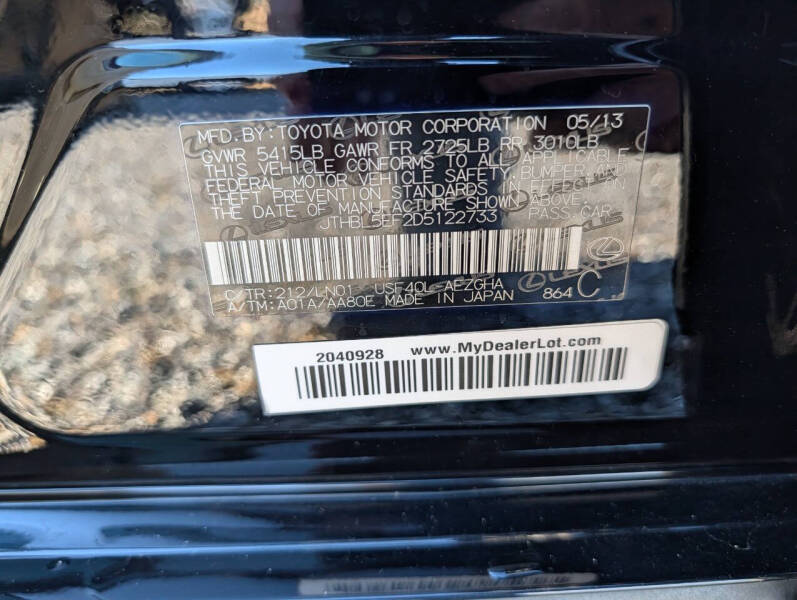 MFD.BY:TOYOTA MOTOR CORPORATION 05/13
GVWR 5415LB GAWR FR 2725LB RR 3010LB
THIS VEHICLE CONFORMS TO ALL APPLICABLE
FEDERAL MOTOR VEHICLE SAFETY, BUMPER, AND
THEFT PREVENTION STANDARDS IN EFFECT ON
THE DATE OF MANUFACTURE SHOWN ABOVE.
JTHBL5EF2D5122733 PASS.CAR
C/TR:212/LN01 USF40L-AEZGHA
A/TM:A01A/AA80E MADE IN JAPAN 864 C
LEXUS
2040928 www.MyDealerLot.com